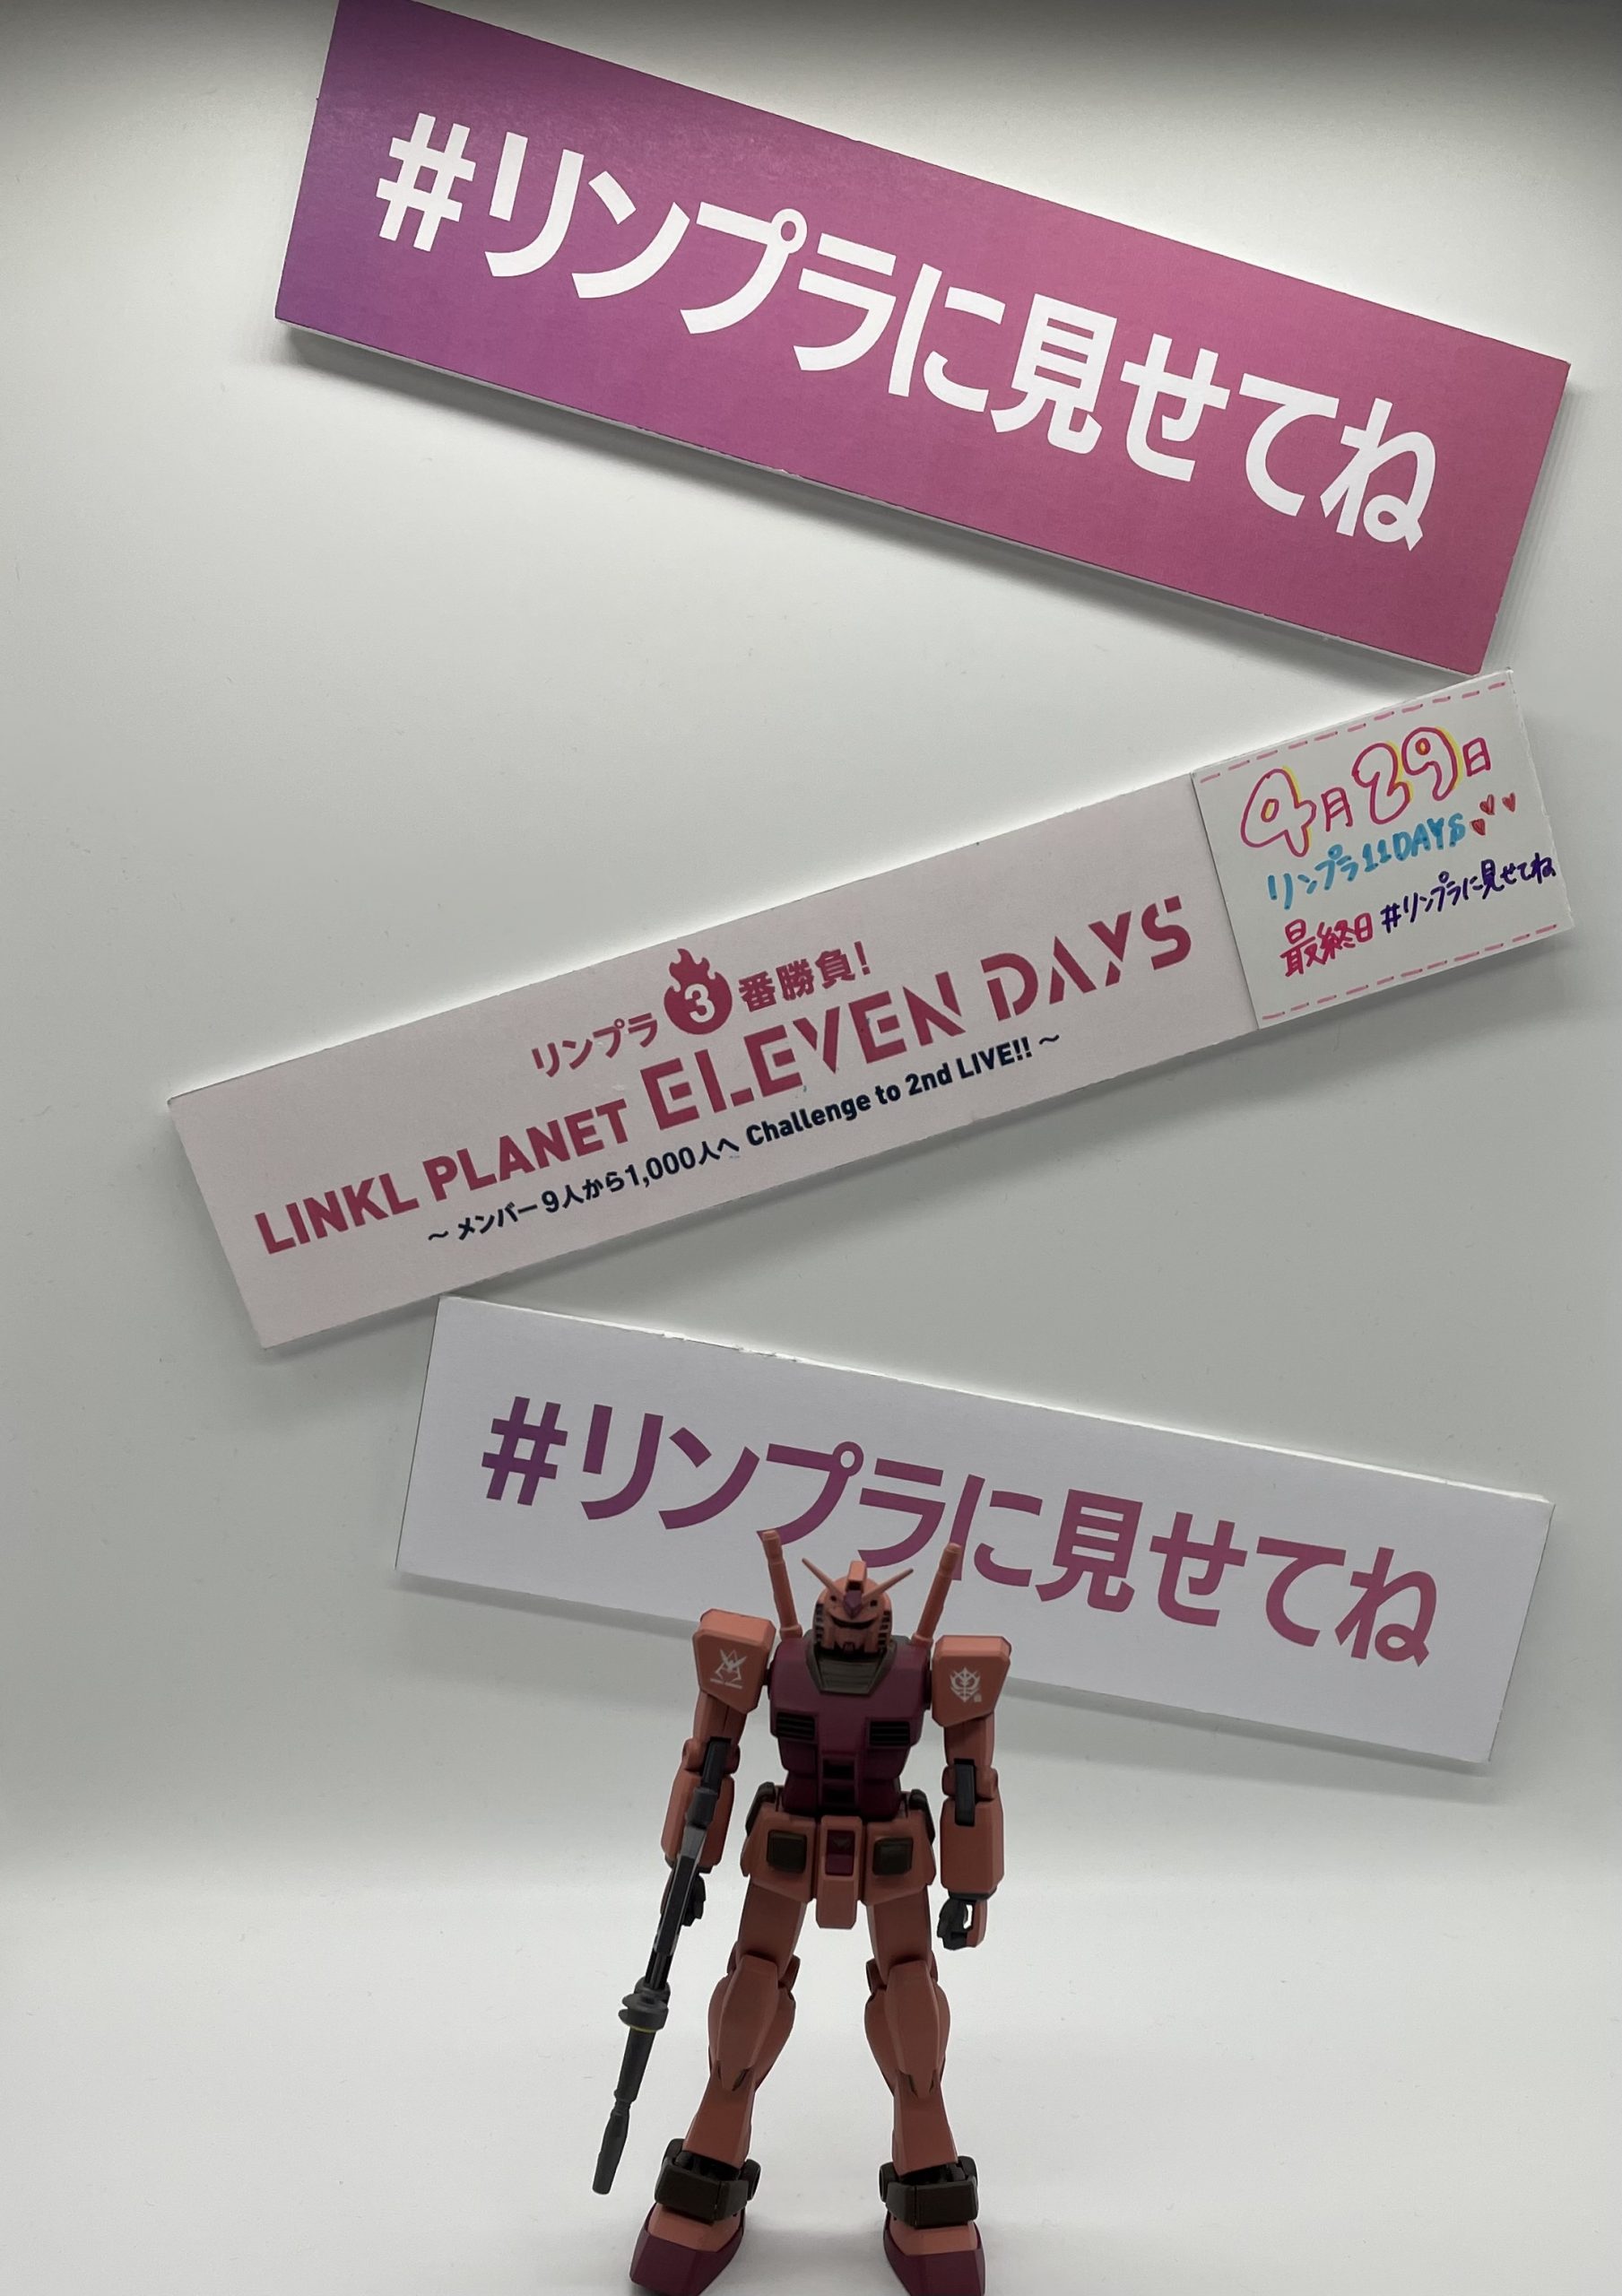 #リンプラに見せてね
4月29日
リンプラ11DAYS
最終日 #リンプラに見せてね
リンプラ3番勝負!
LINKL PLANET ELEVEN DAYS
～メンバー9人から1,000人へ Challenge to 2nd LIVE!!～
#リンプラに見せてね